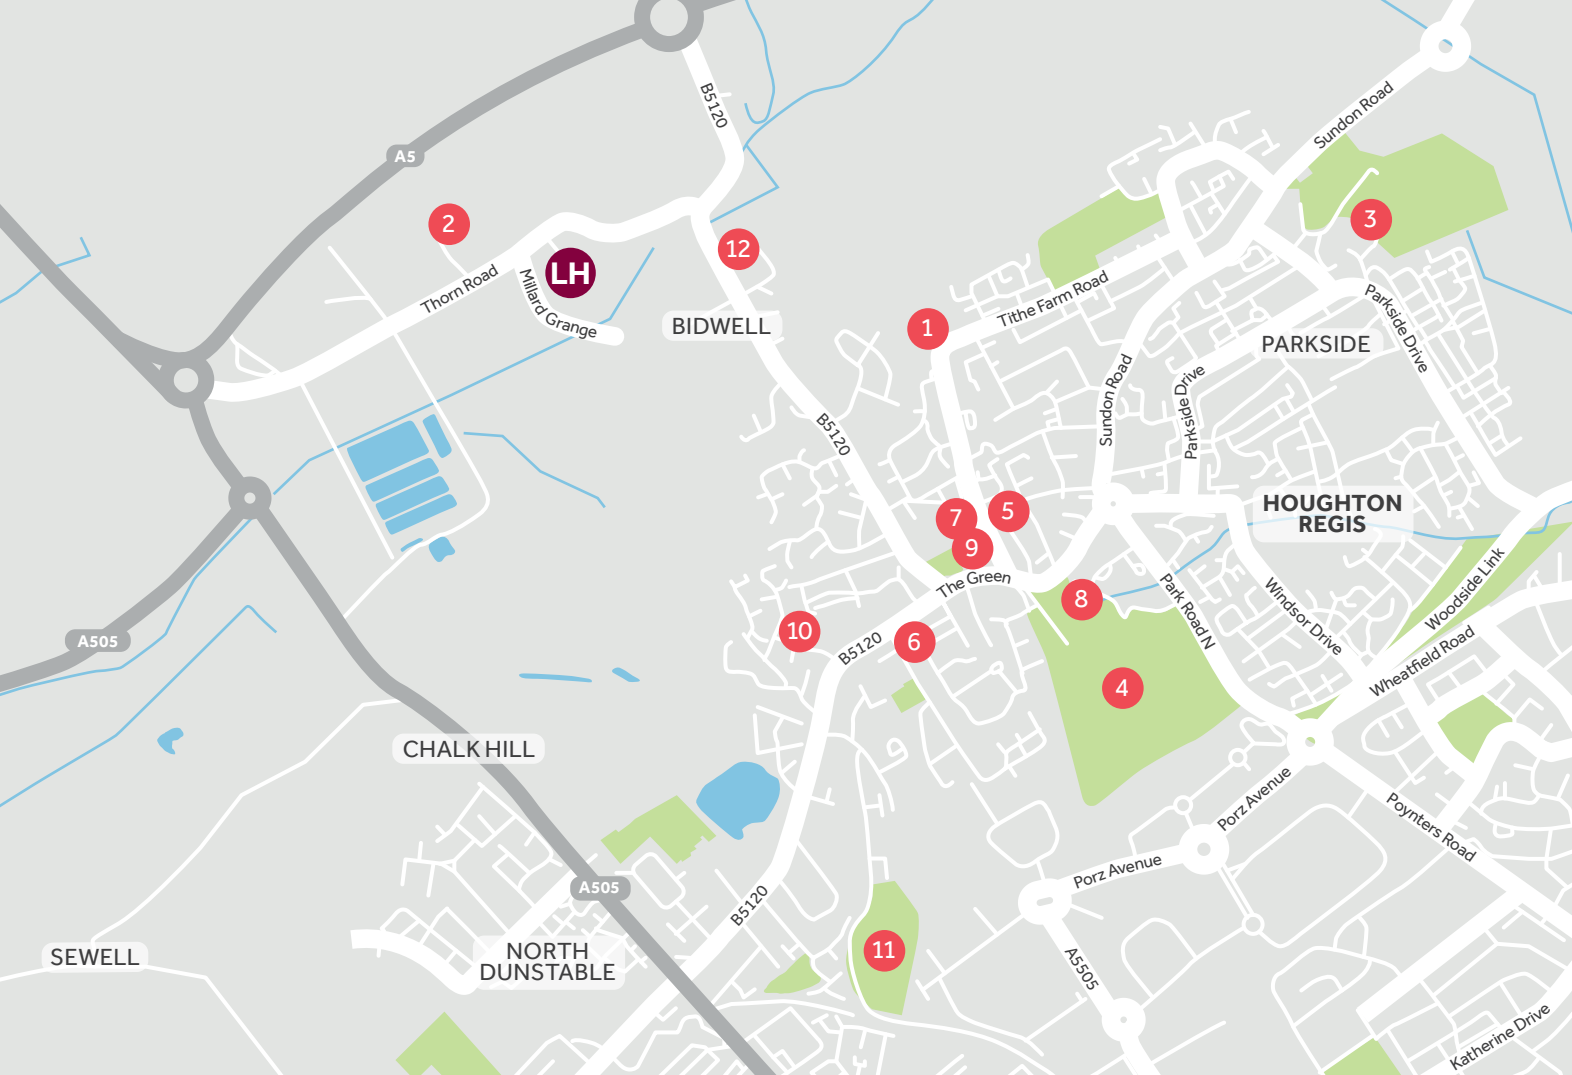 B5120
Sundon Road
A5
2
3
12
LH
Thorn Road
Millard Grange
Tithe Farm Road
BIDWELL
1
PARKSIDE
Parkside Drive
Sundon Road
Parkside Drive
B5120
HOUGHTON
REGIS
7
5
9
The Green
8
Park Road N
Windsor Drive
Woodside Link
Wheatfield Road
A505
10
B5120
6
4
CHALK HILL
Porz Avenue
Poynters Road
Porz Avenue
A505
B5120
SEWELL
NORTH
DUNSTABLE
11
A5505
Katherine Drive